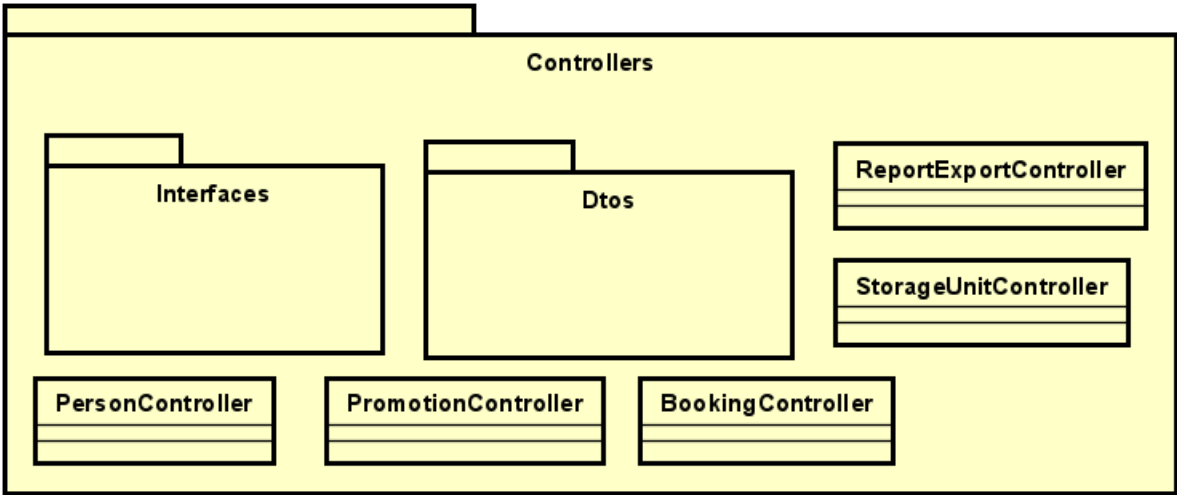 Controllers
Interfaces
Dtos
ReportExportController
StorageUnitController
PersonController
PromotionController
BookingController